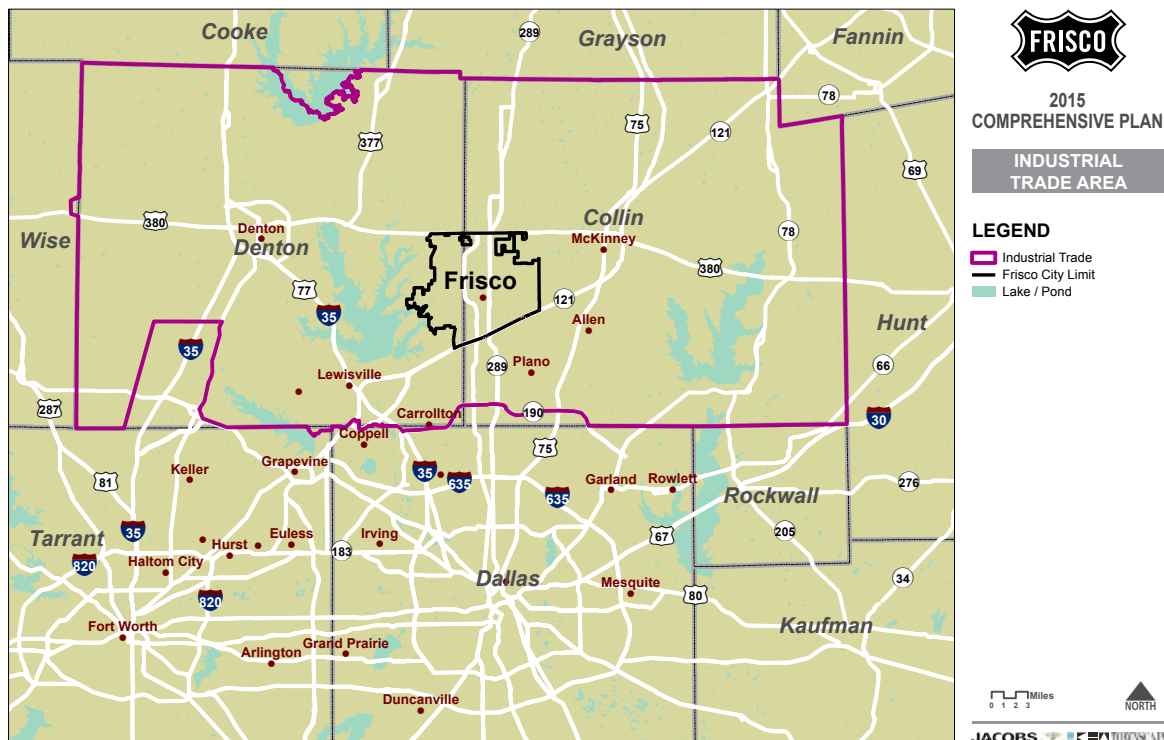 Cooke
289
Grayson
Fannin
78
377
75
121
69
380
Denton
Denton
Wise
Collin
McKinney
78
380
77
35
Frisco
121
Allen
Hunt
35
289
Plano
66
Lewisville
287
190
30
Carrollton
Coppell
75
Keller
Grapevine
35
635
635
Garland
Rowlett
81
276
Rockwall
Tarrant
35
Hurst
Euless
183
Irving
67
205
820
Haltom City
Dallas
Mesquite
34
820
80
Fort Worth
Kaufman
Arlington
Grand Prairie
Duncanville
FRISCO
2015
COMPREHENSIVE PLAN
INDUSTRIAL
TRADE AREA
LEGEND
Industrial Trade
Frisco City Limit
Lake / Pond
Miles
0 1 2 3
NORTH
JACOBS